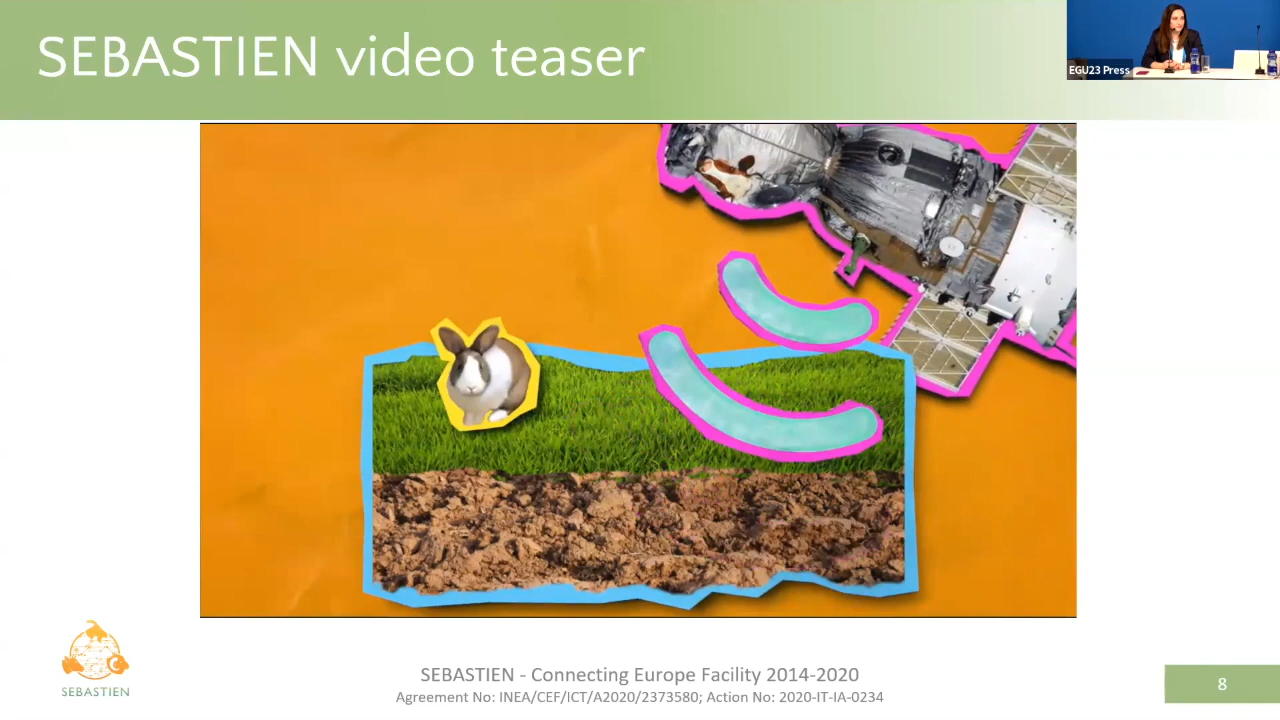 SEBASTIEN video teaser
EGU23 Press
SEBASTIEN
SEBASTIEN - Connecting Europe Facility 2014-2020
Agreement No: INEA/CEF/ICT/A2020/2373580; Action No: 2020-IT-IA-0234
8